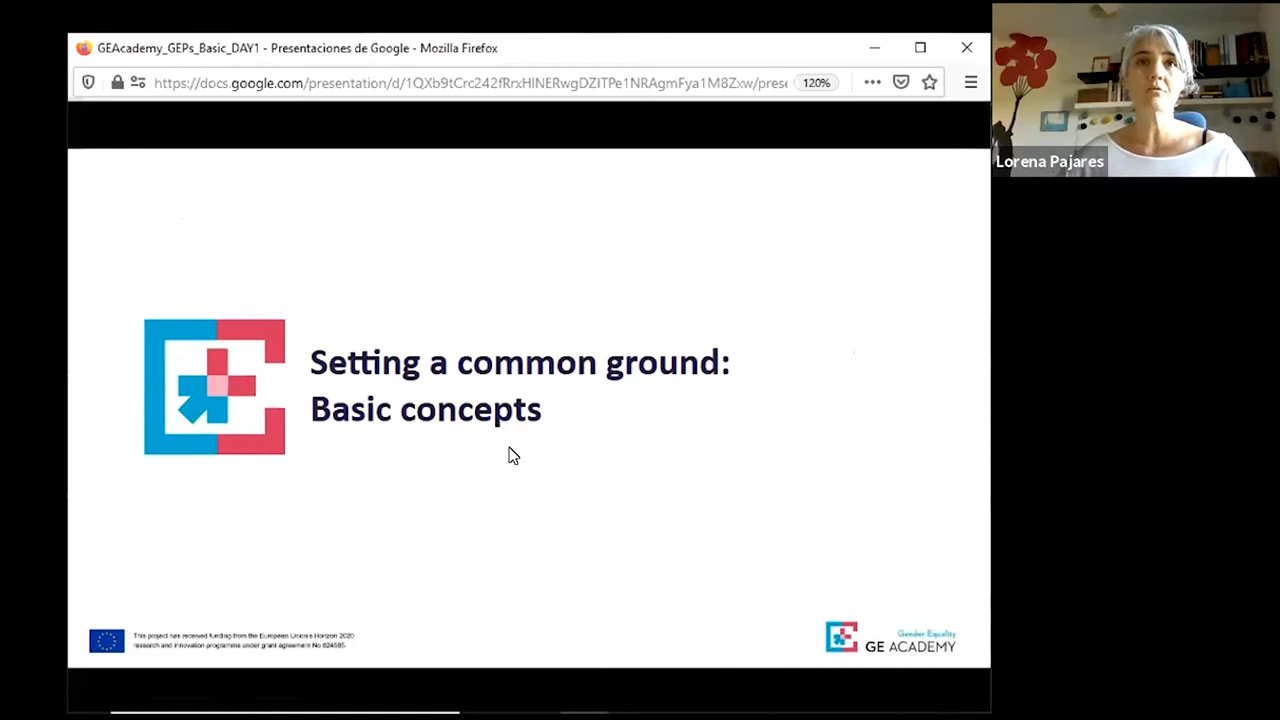 GEAcademy_GEPs_Basic_DAY1 - Presentaciones de Google - Mozilla Firefox
https://docs.google.com/presentation/d/1QXb9tCrc242fRrxHINERwgDZITPe1NRAgmFya1M8Zxw/prese
120%
Lorena Pajares
Setting a common ground:
Basic concepts
This project has received funding from the European Union's Horizon 2020
research and innovation programme under grant agreement No 824585.
Gender Equality
GE ACADEMY